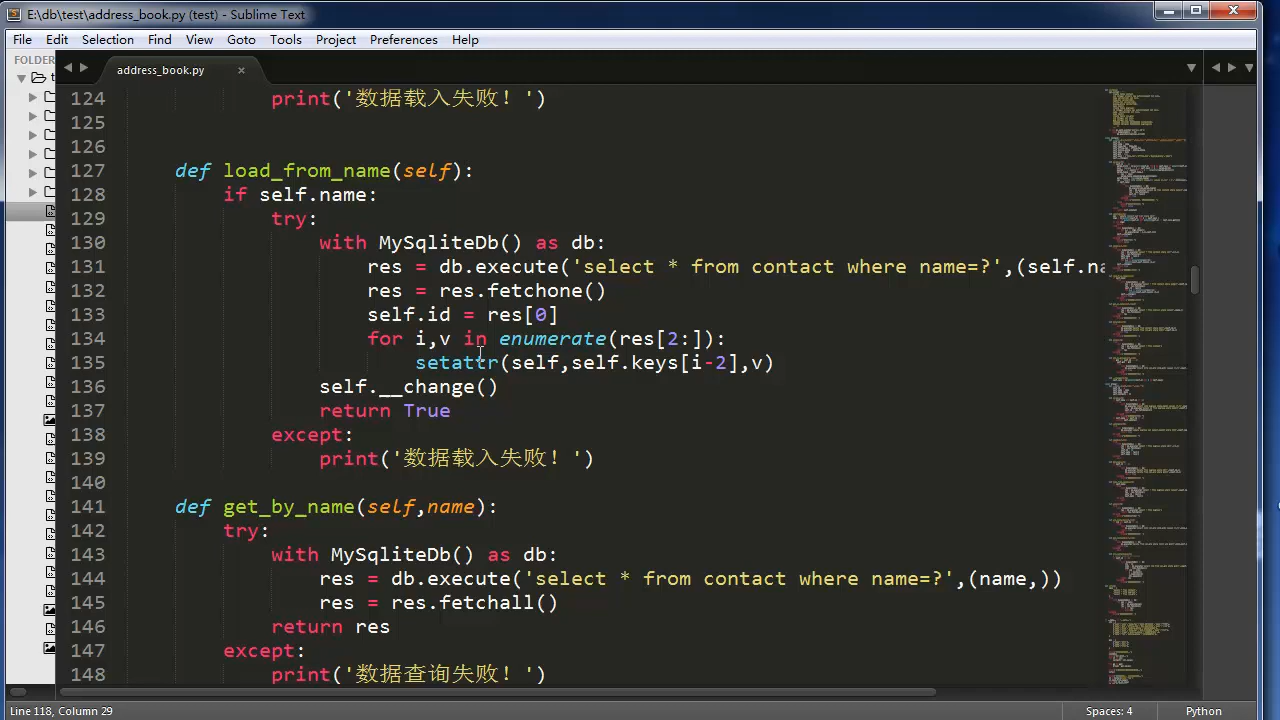 E:\db\test\address_book.py (test) - Sublime Text
File Edit Selection Find View Goto Tools Project Preferences Help
FOLDER
address_book.py ×
124 print('数据载入失败！')
125
126
127 def load_from_name(self):
128 if self.name:
129 try:
130 with MySqliteDb() as db:
131 res = db.execute('select * from contact where name=?',(self.na
132 res = res.fetchone()
133 self.id = res[0]
134 for i,v in enumerate(res[2:]):
135 setattr(self,self.keys[i-2],v)
136 self.__change()
137 return True
138 except:
139 print('数据载入失败！')
140
141 def get_by_name(self,name):
142 try:
143 with MySqliteDb() as db:
144 res = db.execute('select * from contact where name=?',(name,))
145 res = res.fetchall()
146 return res
147 except:
148 print('数据查询失败！')
Line 118, Column 29 Spaces: 4 Python